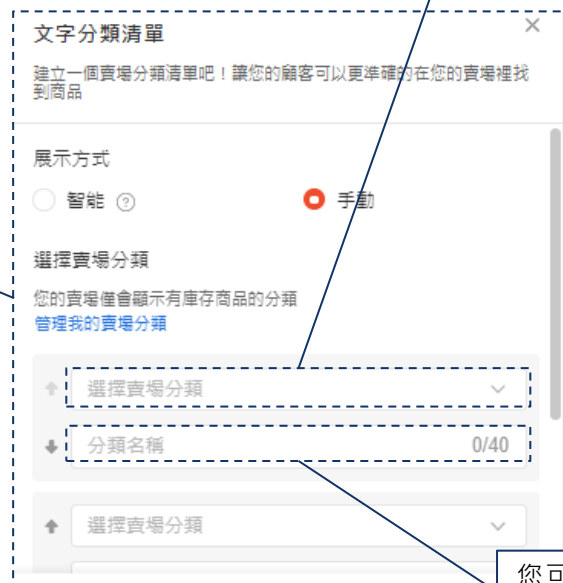 文字分類清單
建立一個賣場分類清單吧！讓您的顧客可以更準確的在您的賣場裡找
到商品
展示方式
智能 ?
手動
選擇賣場分類
您的賣場僅會顯示有庫存商品的分類
管理我的賣場分類
選擇賣場分類
分類名稱 0/40
選擇賣場分類
您可